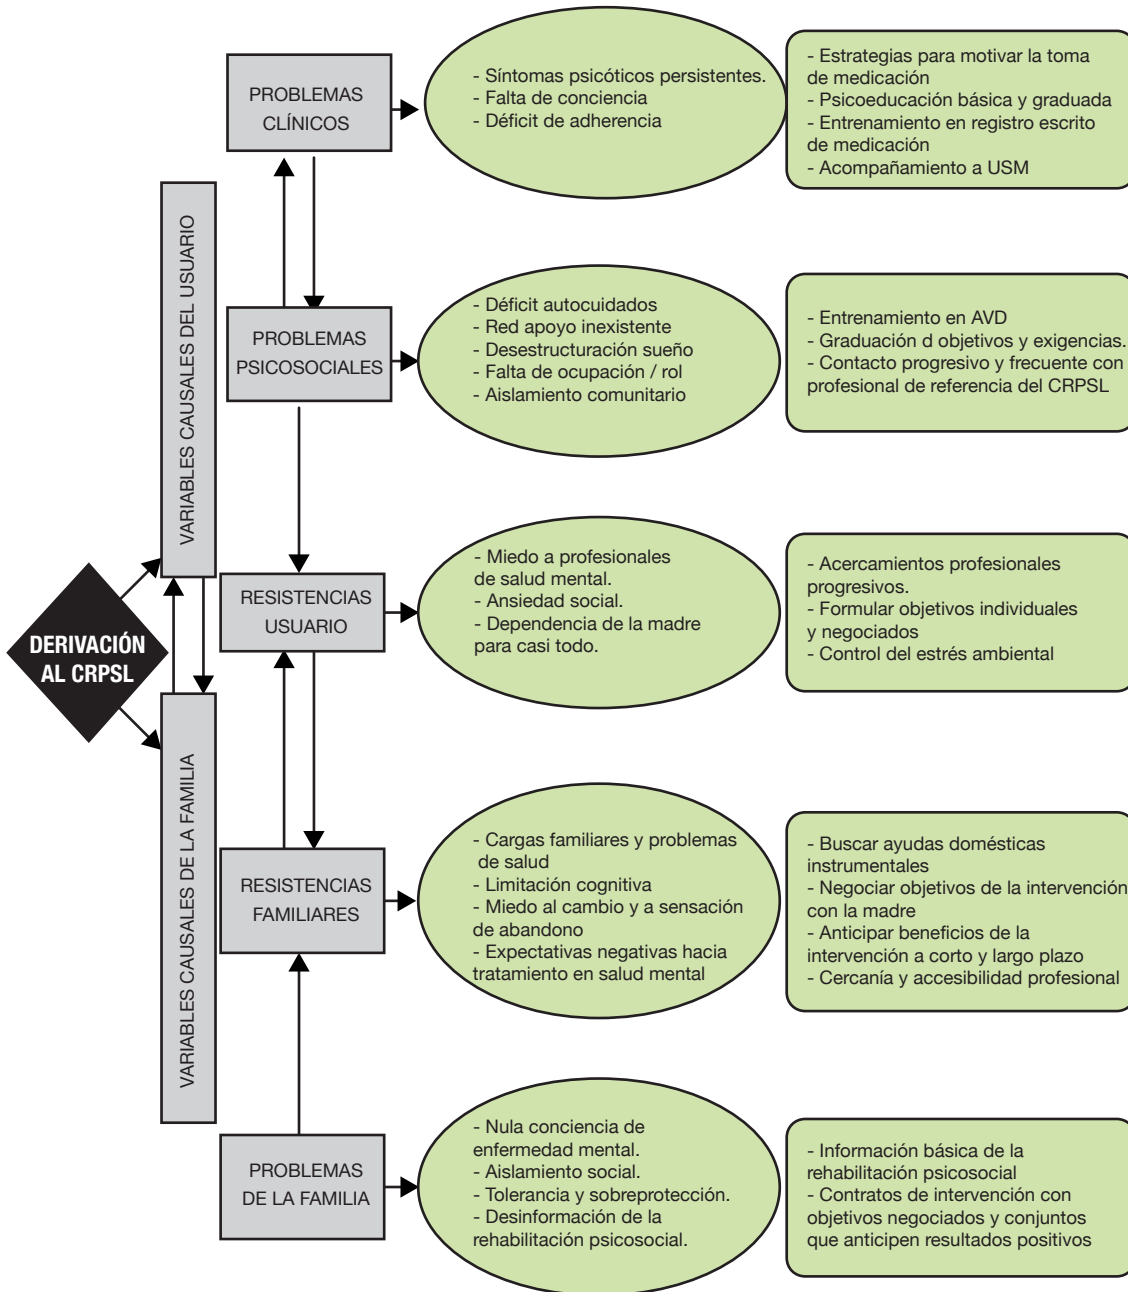 DERIVACIÓN
AL CRPSL
VARIABLES CAUSALES DEL USUARIO
VARIABLES CAUSALES DE LA FAMILIA
PROBLEMAS
CLÍNICOS
- Síntomas psicóticos persistentes.
- Falta de conciencia
- Déficit de adherencia
- Estrategias para motivar la toma
de medicación
- Psicoeducación básica y graduada
- Entrenamiento en registro escrito
de medicación
- Acompañamiento a USM
PROBLEMAS
PSICOSOCIALES
- Déficit autocuidados
- Red apoyo inexistente
- Desestructuración sueño
- Falta de ocupación / rol
- Aislamiento comunitario
- Entrenamiento en AVD
- Graduación d objetivos y exigencias.
- Contacto progresivo y frecuente con
profesional de referencia del CRPSL
RESISTENCIAS
USUARIO
- Miedo a profesionales
de salud mental.
- Ansiedad social.
- Dependencia de la madre
para casi todo.
- Acercamientos profesionales
progresivos.
- Formular objetivos individuales
y negociados
- Control del estrés ambiental
RESISTENCIAS
FAMILIARES
- Cargas familiares y problemas
de salud
- Limitación cognitiva
- Miedo al cambio y a sensación
de abandono
- Expectativas negativas hacia
tratamiento en salud mental
- Buscar ayudas domésticas
instrumentales
- Negociar objetivos de la intervención
con la madre
- Anticipar beneficios de la
intervención a corto y largo plazo
- Cercanía y accesibilidad profesional
PROBLEMAS
DE LA FAMILIA
- Nula conciencia de
enfermedad mental.
- Aislamiento social.
- Tolerancia y sobreprotección.
- Desinformación de la
rehabilitación psicosocial.
- Información básica de la
rehabilitación psicosocial
- Contratos de intervención con
objetivos negociados y conjuntos
que anticipen resultados positivos